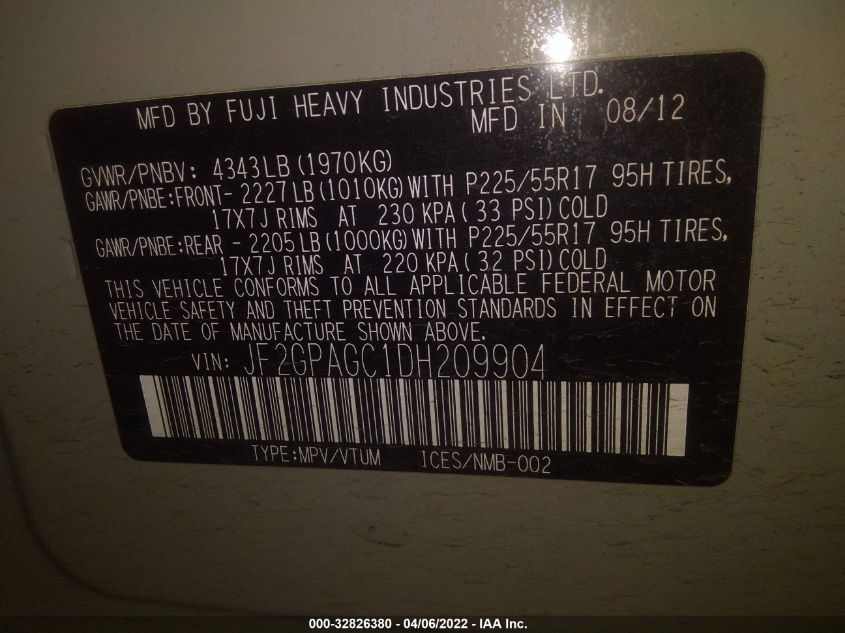 MFD BY FUJI HEAVY INDUSTRIES LTD.
MFD IN 08/12
GVWR/PNBV: 4343LB (1970KG)
GAWR/PNBE:FRONT- 2227 LB (1010KG) WITH P225/55R17 95H TIRES,
17X7J RIMS AT 230 KPA ( 33 PSI) COLD
GAWR/PNBE:REAR - 2205 LB (1000KG) WITH P225/55R17 95H TIRES,
17X7J RIMS AT 220 KPA ( 32 PSI) COLD
THIS VEHICLE CONFORMS TO ALL APPLICABLE FEDERAL MOTOR
VEHICLE SAFETY AND THEFT PREVENTION STANDARDS IN EFFECT ON
THE DATE OF MANUFACTURE SHOWN ABOVE.
VIN: JF2GPAGC1DH209904
TYPE:MPV/VTUM ICES/NMB-002
000-32826380 - 04/06/2022 - IAA Inc.